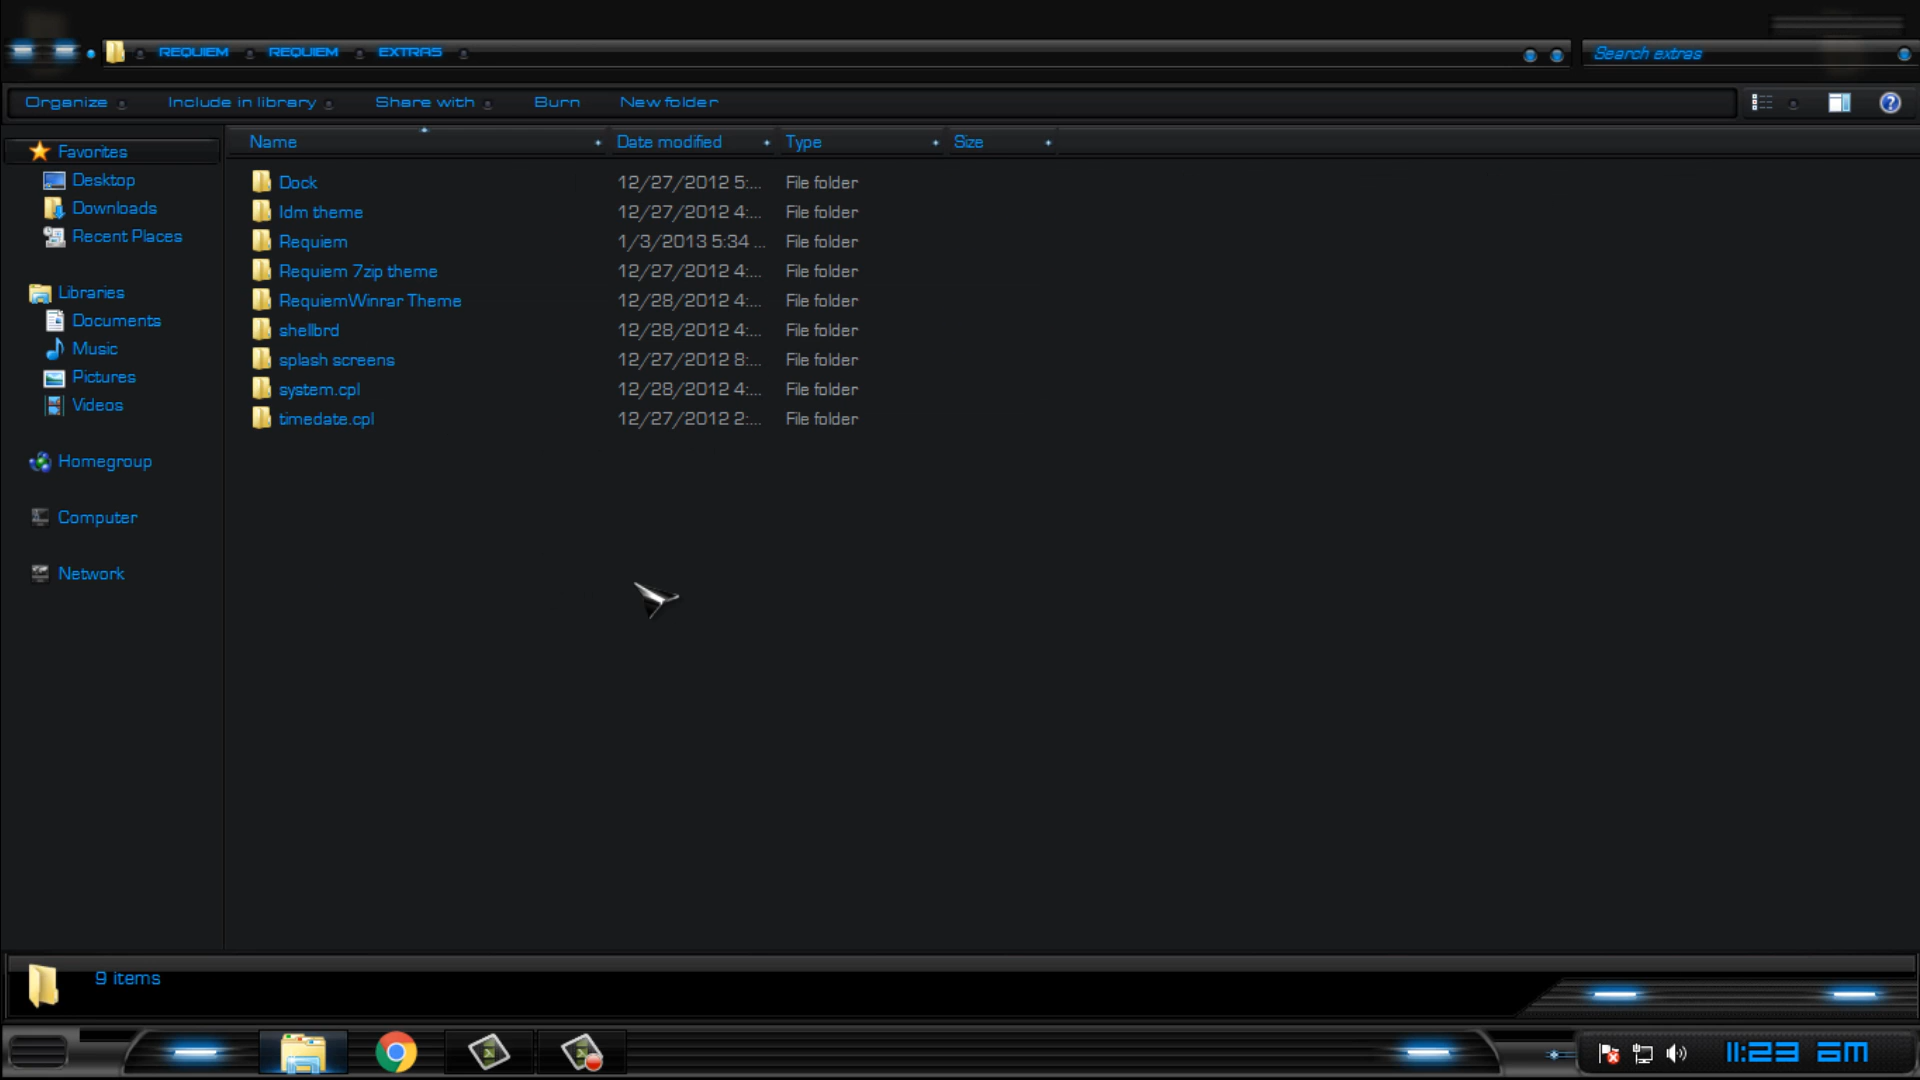 REQUIEM REQUIEM EXTRAS Search extras
Organize Include in library Share with Burn New folder
Name Date modified Type Size
Favorites
Desktop
Downloads
Recent Places
Libraries
Documents
Music
Pictures
Videos
Homegroup
Computer
Network
Dock 12/27/2012 5:... File folder
Idm theme 12/27/2012 4:... File folder
Requiem 1/3/2013 5:34 ... File folder
Requiem 7zip theme 12/27/2012 4:... File folder
RequiemWinrar Theme 12/28/2012 4:... File folder
shellbrd 12/28/2012 4:... File folder
splash screens 12/27/2012 8:... File folder
system.cpl 12/28/2012 4:... File folder
timedate.cpl 12/27/2012 2:... File folder
9 items
11:23 am